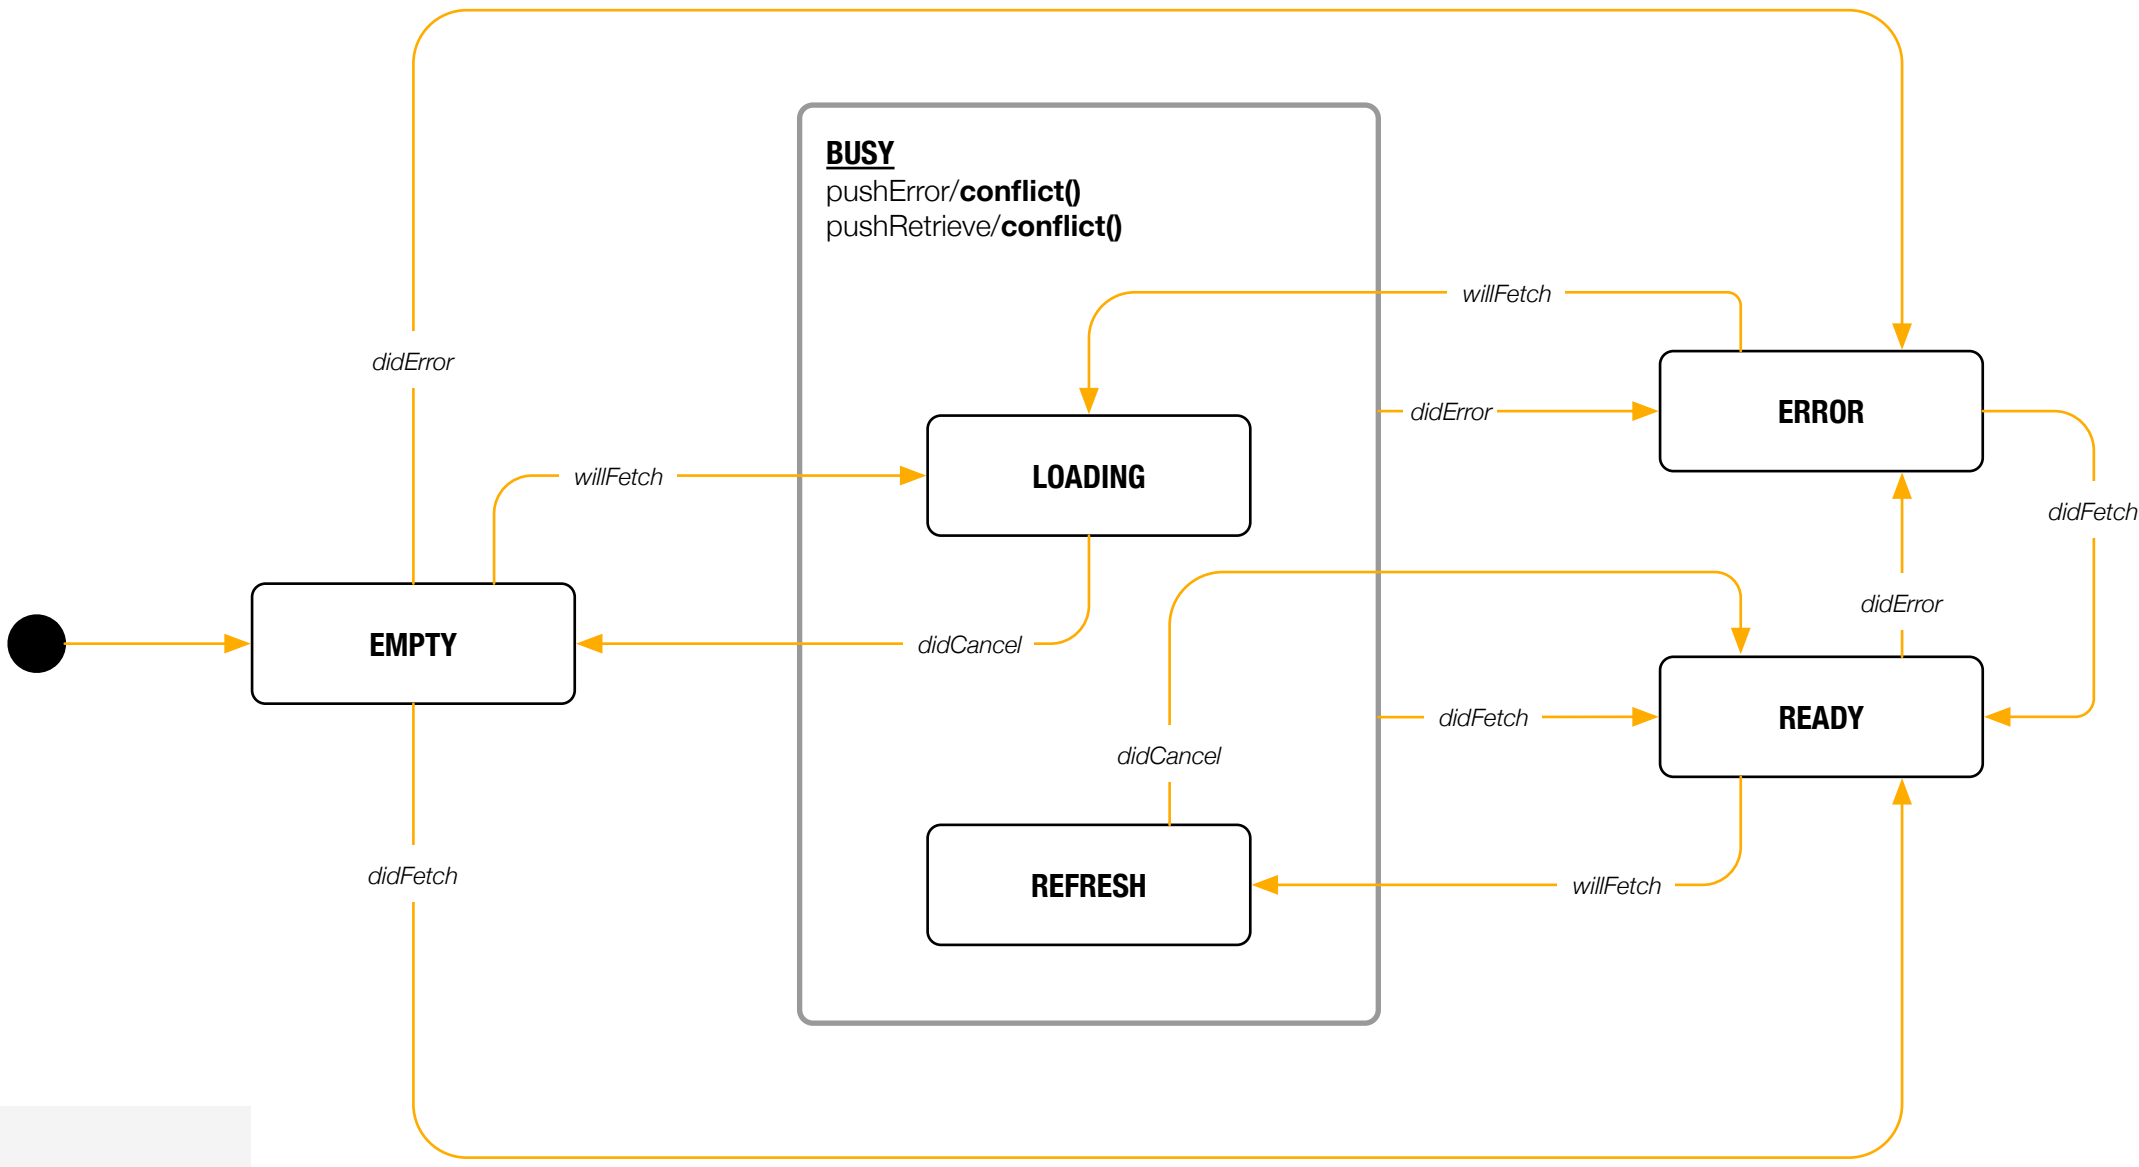 BUSY
pushError/conflict()
pushRetrieve/conflict()
willFetch
didError
didError
ERROR
willFetch
LOADING
didFetch
didError
EMPTY
didCancel
didFetch
READY
didCancel
didFetch
REFRESH
willFetch